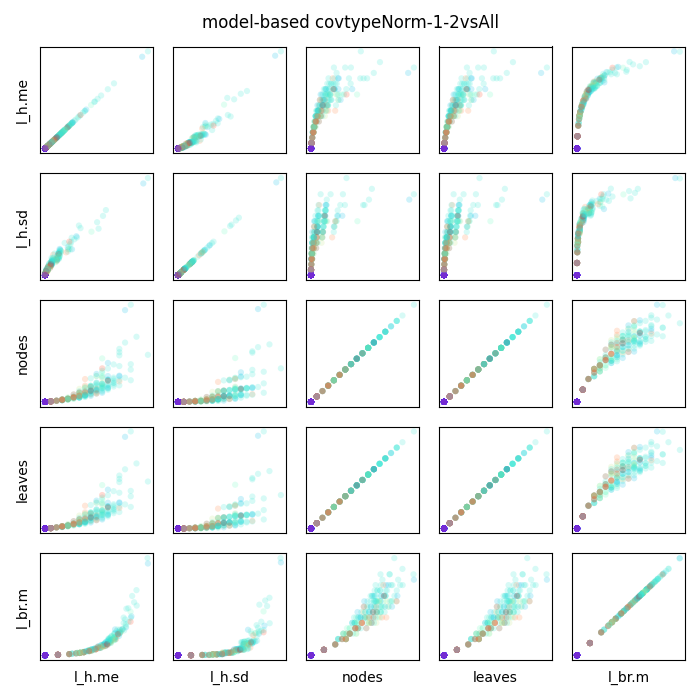 model-based covtypeNorm-1-2vsAll
l_h.me
l_h.sd
nodes
leaves
l_br.m
l_h.me
l_h.sd
nodes
leaves
l_br.m